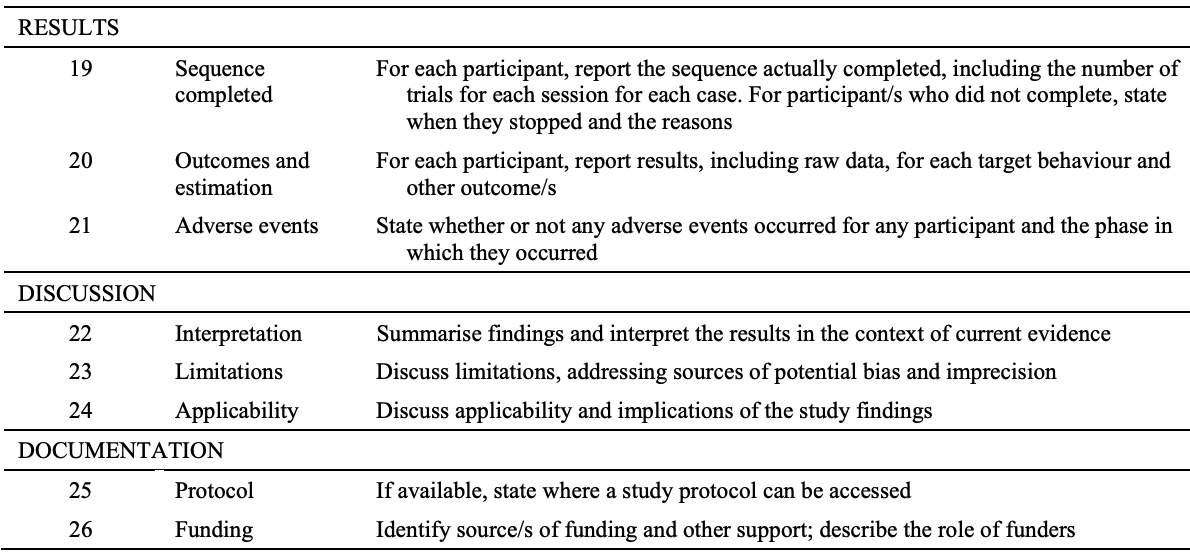 RESULTS
19 Sequence completed For each participant, report the sequence actually completed, including the number of
trials for each session for each case. For participant/s who did not complete, state
when they stopped and the reasons
20 Outcomes and estimation For each participant, report results, including raw data, for each target behaviour and
other outcome/s
21 Adverse events State whether or not any adverse events occurred for any participant and the phase in
which they occurred
DISCUSSION
22 Interpretation Summarise findings and interpret the results in the context of current evidence
23 Limitations Discuss limitations, addressing sources of potential bias and imprecision
24 Applicability Discuss applicability and implications of the study findings
DOCUMENTATION
25 Protocol If available, state where a study protocol can be accessed
26 Funding Identify source/s of funding and other support; describe the role of funders